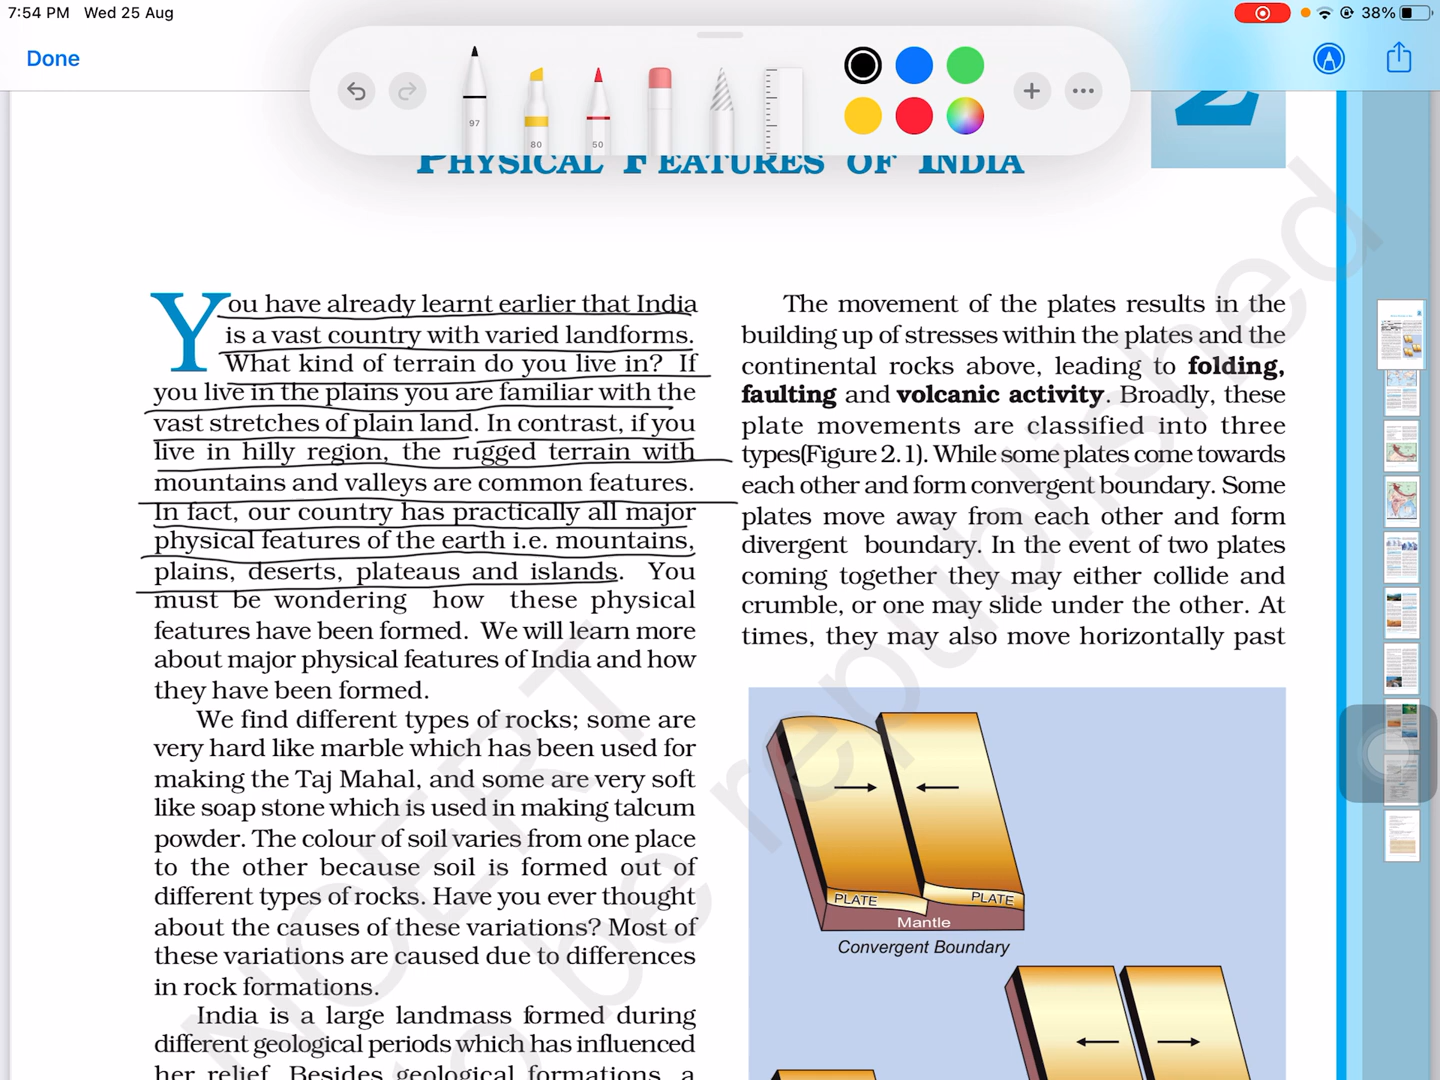 7:54 PM Wed 25 Aug
38%
Done
97
80
50
2
PHYSICAL FEATURES OF INDIA
You have already learnt earlier that India
is a vast country with varied landforms.
What kind of terrain do you live in? If
you live in the plains you are familiar with the
vast stretches of plain land. In contrast, if you
live in hilly region, the rugged terrain with
mountains and valleys are common features.
In fact, our country has practically all major
physical features of the earth i.e. mountains,
plains, deserts, plateaus and islands. You
must be wondering how these physical
features have been formed. We will learn more
about major physical features of India and how
they have been formed.
We find different types of rocks; some are
very hard like marble which has been used for
making the Taj Mahal, and some are very soft
like soap stone which is used in making talcum
powder. The colour of soil varies from one place
to the other because soil is formed out of
different types of rocks. Have you ever thought
about the causes of these variations? Most of
these variations are caused due to differences
in rock formations.
India is a large landmass formed during
different geological periods which has influenced
her relief. Besides geological formations, a
The movement of the plates results in the
building up of stresses within the plates and the
continental rocks above, leading to folding,
faulting and volcanic activity. Broadly, these
plate movements are classified into three
types(Figure 2.1). While some plates come towards
each other and form convergent boundary. Some
plates move away from each other and form
divergent boundary. In the event of two plates
coming together they may either collide and
crumble, or one may slide under the other. At
times, they may also move horizontally past
PLATE
PLATE
Mantle
Convergent Boundary
NCERT
be republished